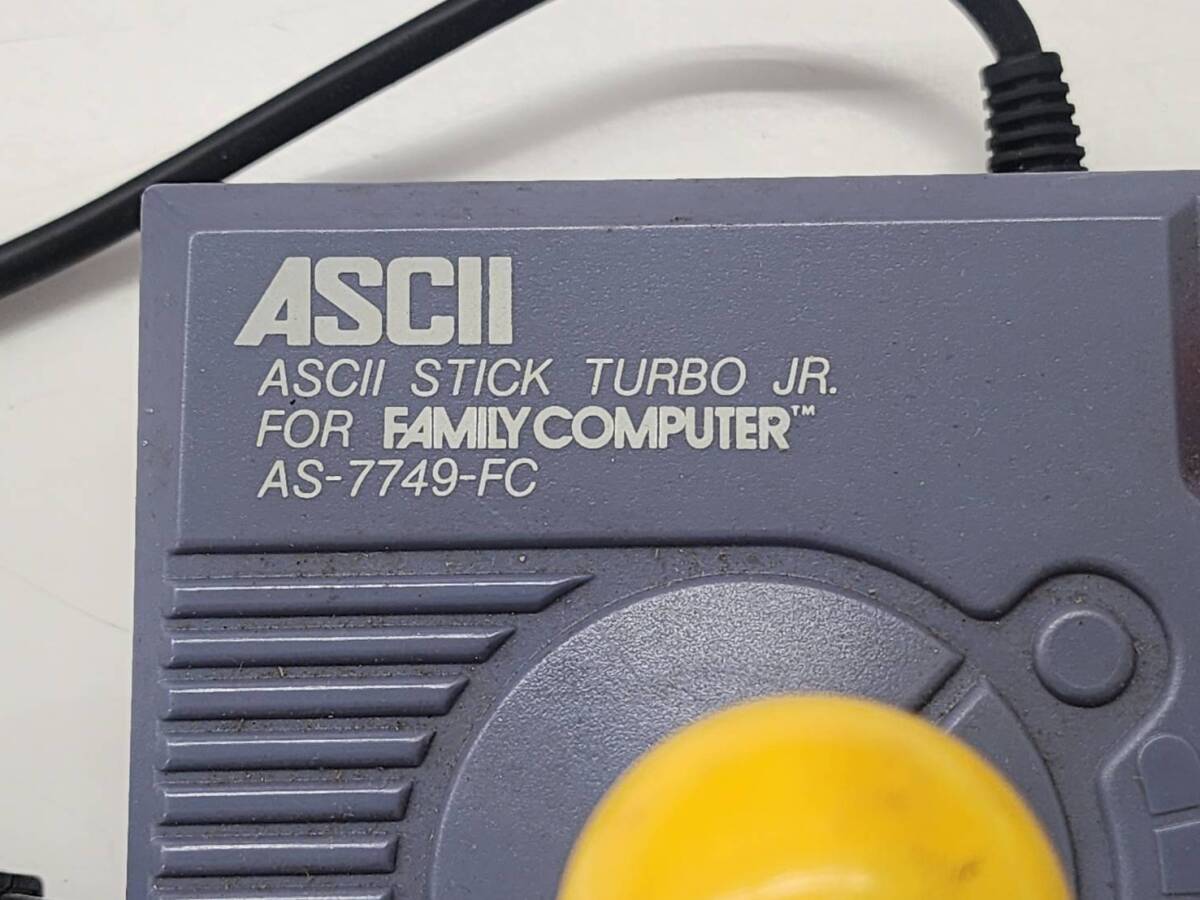 ASCII
ASCII STICK TURBO JR.
FOR FAMILY COMPUTER™
AS-7749-FC